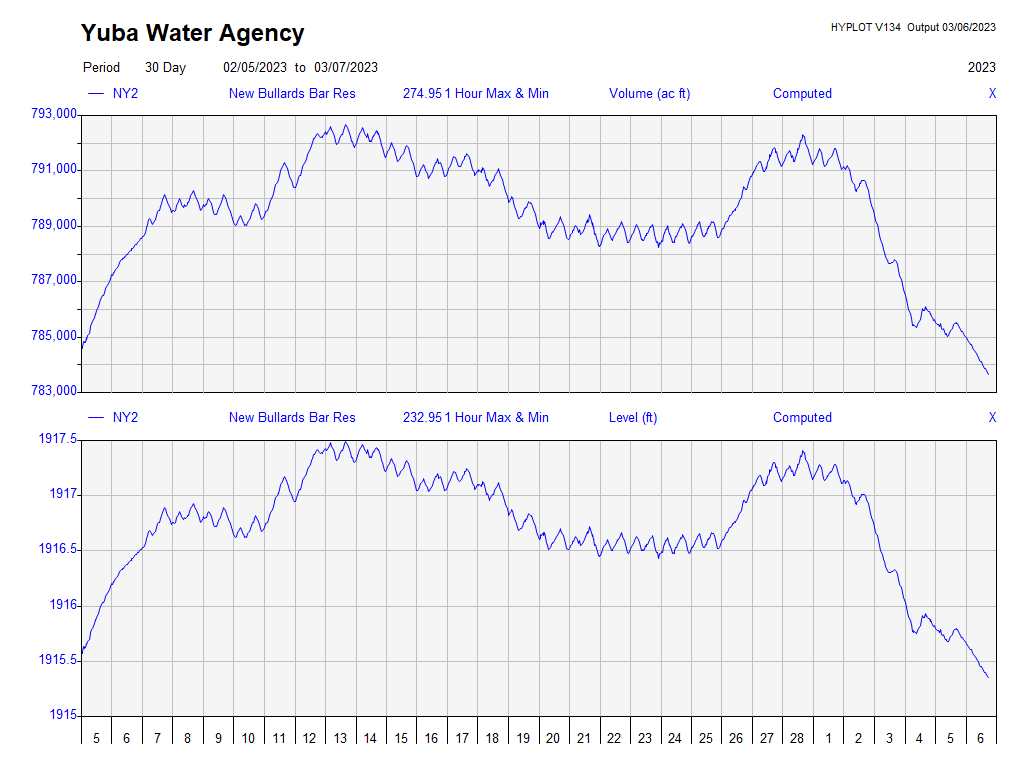 Yuba Water Agency
HYPLOT V134 Output 03/06/2023
Period 30 Day 02/05/2023 to 03/07/2023 2023
NY2 New Bullards Bar Res 274.95 1 Hour Max & Min Volume (ac ft) Computed X
793,000
791,000
789,000
787,000
785,000
783,000
NY2 New Bullards Bar Res 232.95 1 Hour Max & Min Level (ft) Computed X
1917.5
1917
1916.5
1916
1915.5
1915
5 6 7 8 9 10 11 12 13 14 15 16 17 18 19 20 21 22 23 24 25 26 27 28 1 2 3 4 5 6